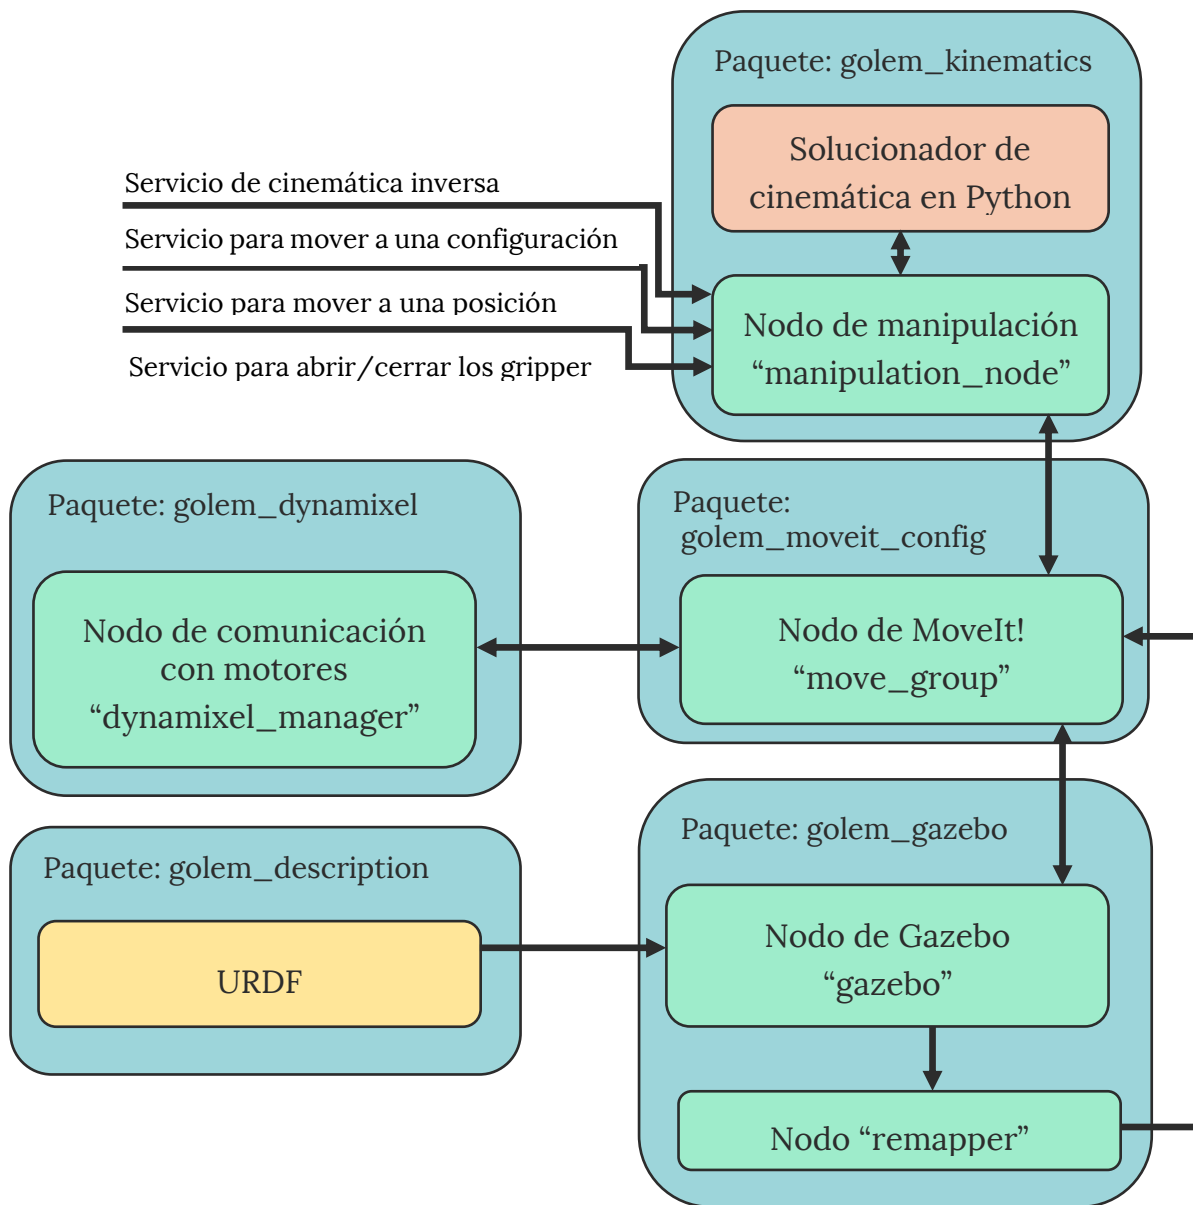 Paquete: golem_kinematics
Solucionador de
cinemática en Python
Servicio de cinemática inversa
Servicio para mover a una configuración
Servicio para mover a una posición
Servicio para abrir/cerrar los gripper
Nodo de manipulación
“manipulation_node”
Paquete: golem_dynamixel
Nodo de comunicación
con motores
“dynamixel_manager”
Paquete:
golem_moveit_config
Nodo de MoveIt!
“move_group”
Paquete: golem_description
URDF
Paquete: golem_gazebo
Nodo de Gazebo
“gazebo”
Nodo “remapper”